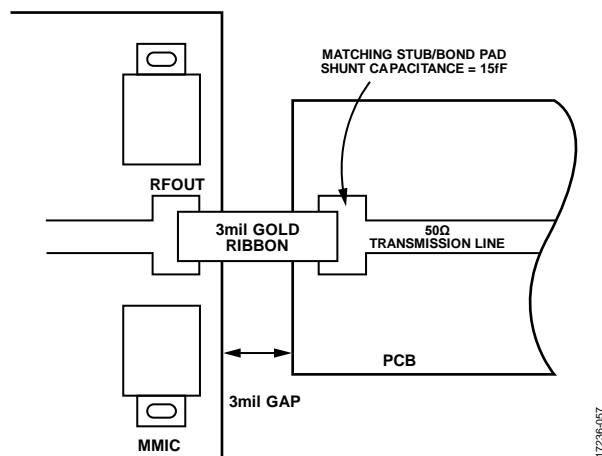 MATCHING STUB/BOND PAD
SHUNT CAPACITANCE = 15fF
RFOUT
3mil GOLD
RIBBON
50Ω
TRANSMISSION LINE
PCB
3mil GAP
MMIC
17236-057